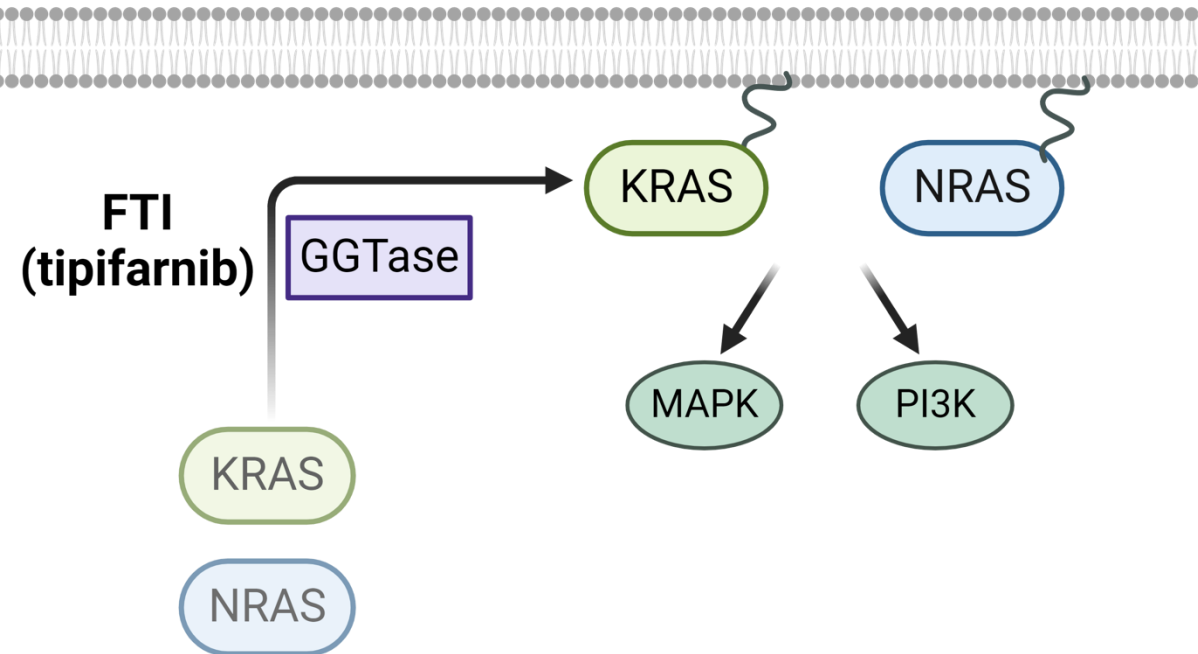 KRAS
NRAS
FTI
(tipifarnib)
GGTase
MAPK
PI3K
KRAS
NRAS